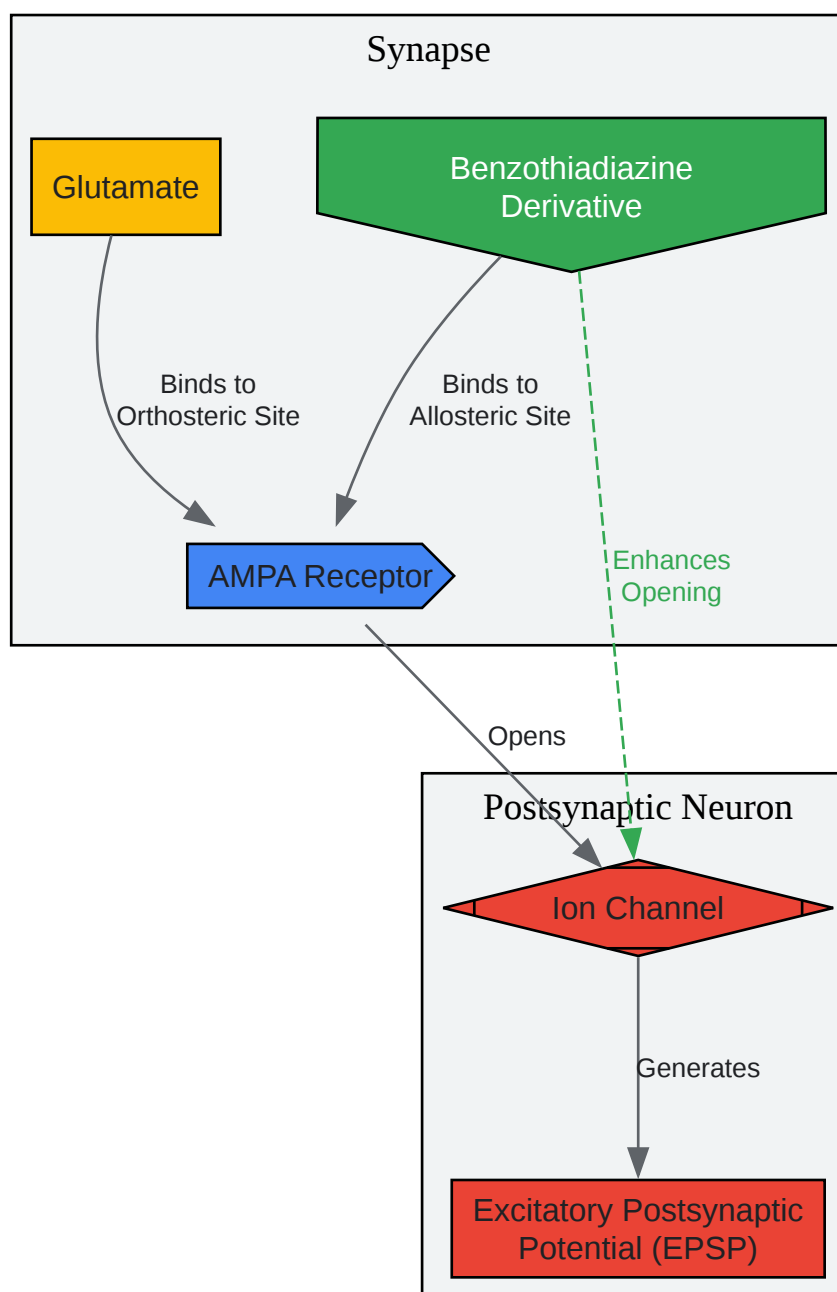 Synapse
Glutamate
Benzothiadiazine
Derivative
Binds to
Orthosteric Site
Binds to
Allosteric Site
AMPA Receptor
Enhances
Opening
Opens
Postsynaptic Neuron
Ion Channel
Generates
Excitatory Postsynaptic
Potential (EPSP)